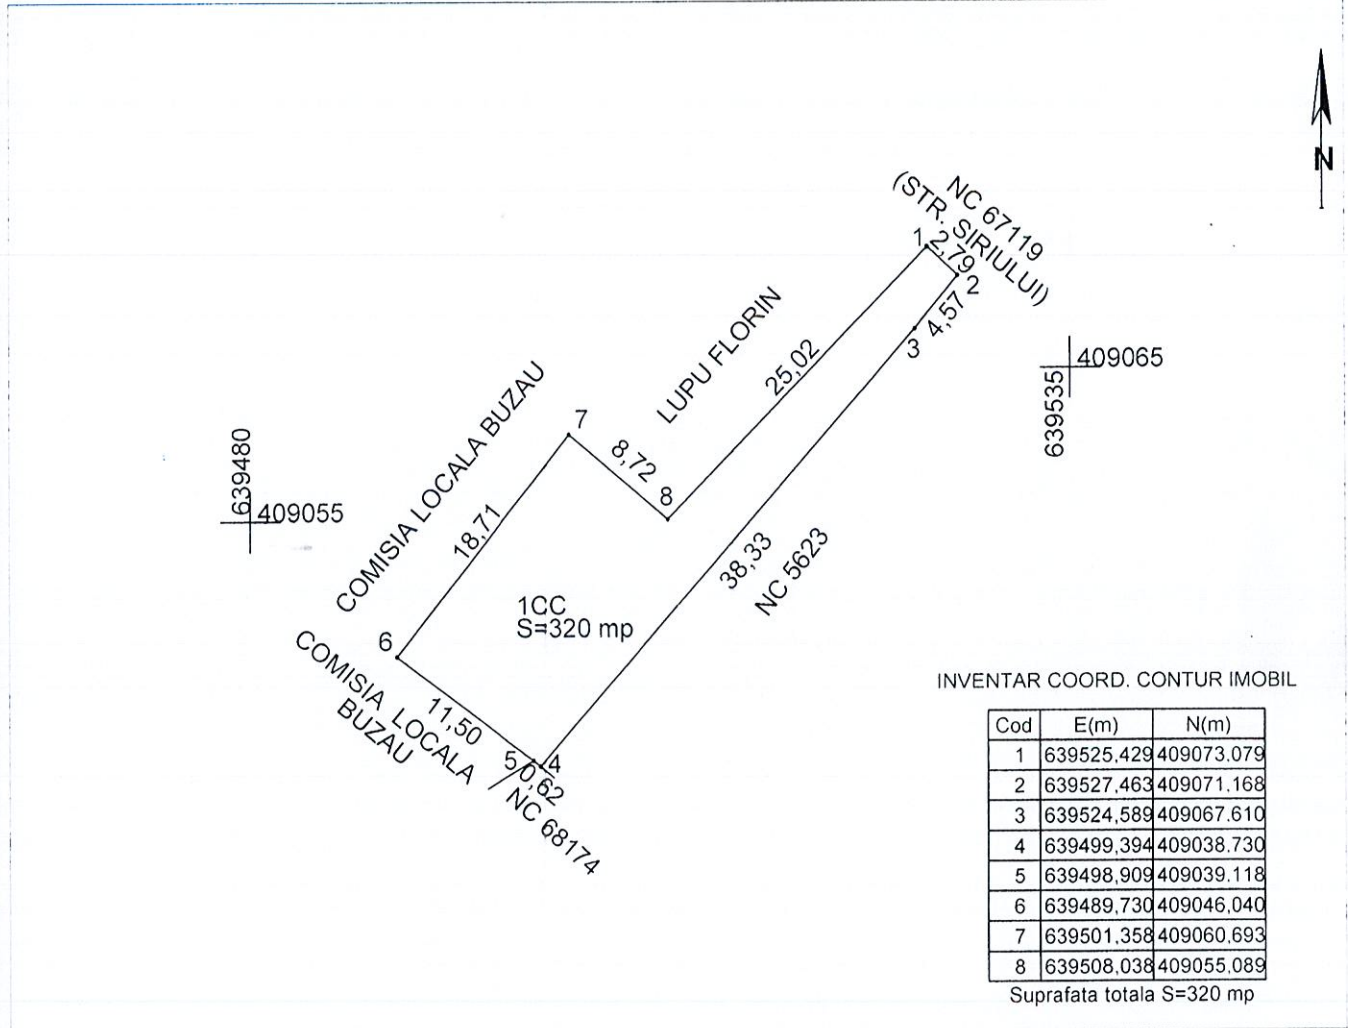 N
NC 67119
(STR. SIRIULUI)
1
2,79
2
4,57
3
409065
639535
LUPU FLORIN
25,02
COMISIA LOCALA BUZAU
7
8,72
8
18,71
639480
409055
38,33
NC 5623
1CC
S=320 mp
6
COMISIA LOCALA
BUZAU
11,50
5
4
0,62
NC 68174
INVENTAR COORD. CONTUR IMOBIL
Cod E(m) N(m)
1 639525,429 409073.079
2 639527,463 409071,168
3 639524,589 409067.610
4 639499,394 409038.730
5 639498,909 409039.118
6 639489,730 409046,040
7 639501,358 409060,693
8 639508,038 409055,089
Suprafata totala S=320 mp